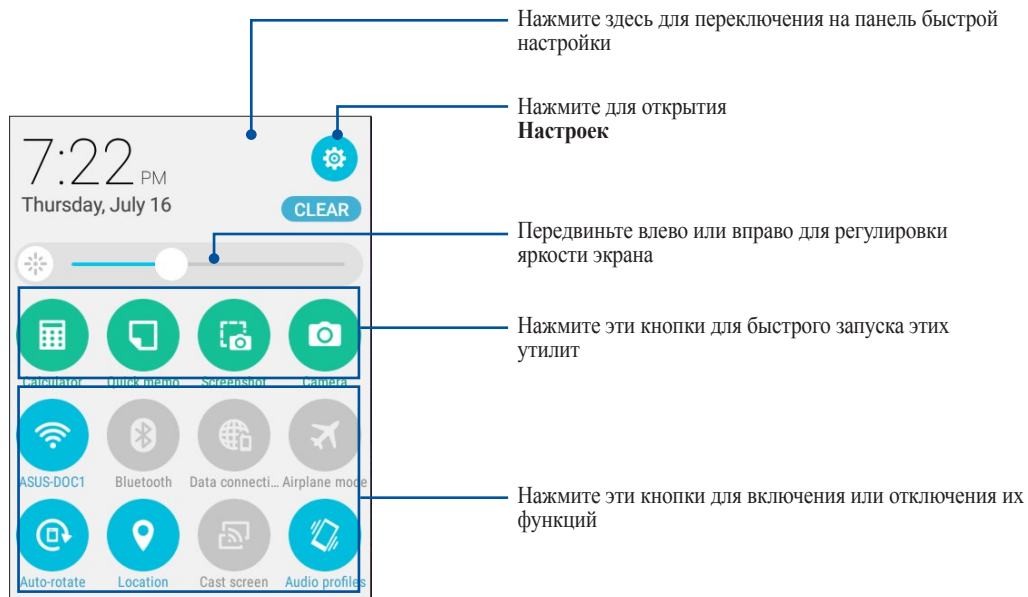 Нажмите здесь для переключения на панель быстрой
настройки
Нажмите для открытия
Настроек
7:22 PM
Thursday, July 16
CLEAR
Передвиньте влево или вправо для регулировки
яркости экрана
Нажмите эти кнопки для быстрого запуска этих
утилит
Calculator Quick memo Screenshot Camera
ASUS-DOC1 Bluetooth Data connecti... Airplane mode
Нажмите эти кнопки для включения или отключения их
функций
Auto-rotate Location Cast screen Audio profiles